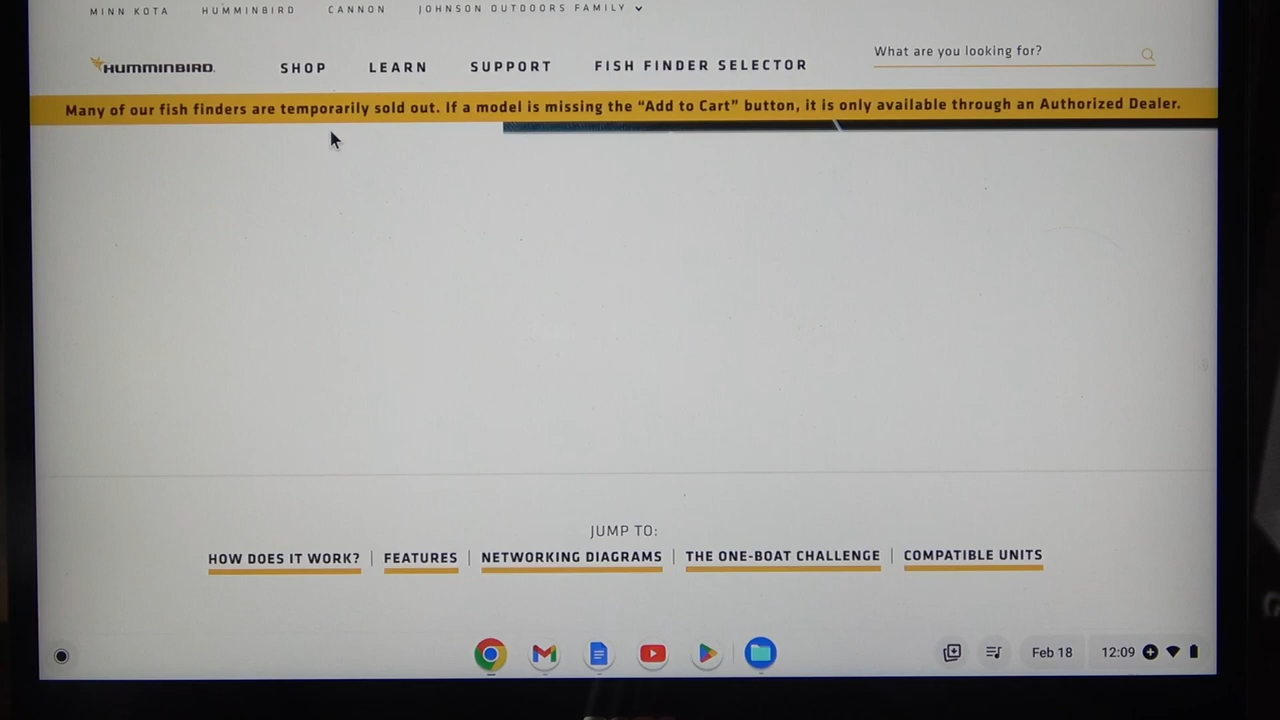 MINN KOTA HUMMINBIRD CANNON JOHNSON OUTDOORS FAMILY
HUMMINBIRD. SHOP LEARN SUPPORT FISH FINDER SELECTOR What are you looking for?
Many of our fish finders are temporarily sold out. If a model is missing the “Add to Cart” button, it is only available through an Authorized Dealer.
JUMP TO:
HOW DOES IT WORK? | FEATURES | NETWORKING DIAGRAMS | THE ONE-BOAT CHALLENGE | COMPATIBLE UNITS
Feb 18 12:09